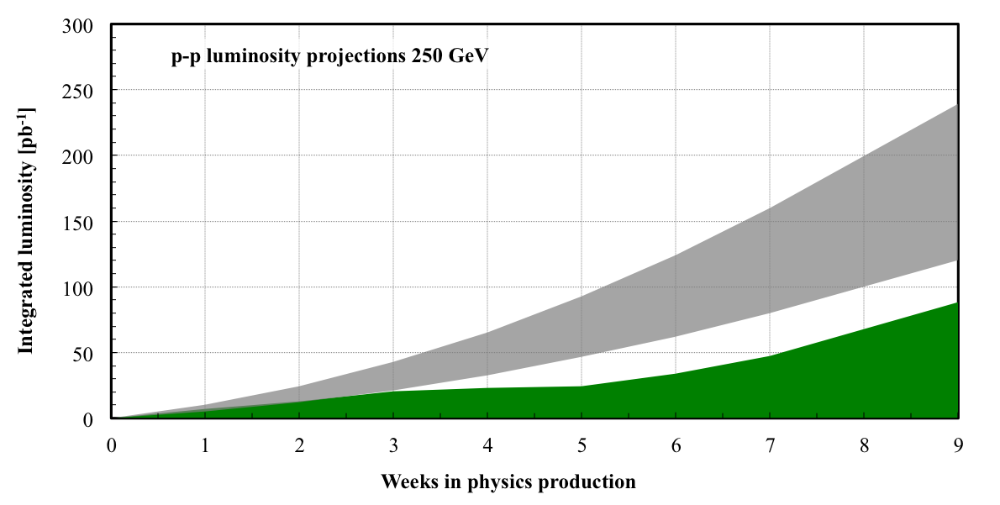 p-p luminosity projections 250 GeV
Integrated luminosity [pb⁻¹]
300
250
200
150
100
50
0
0 1 2 3 4 5 6 7 8 9
Weeks in physics production